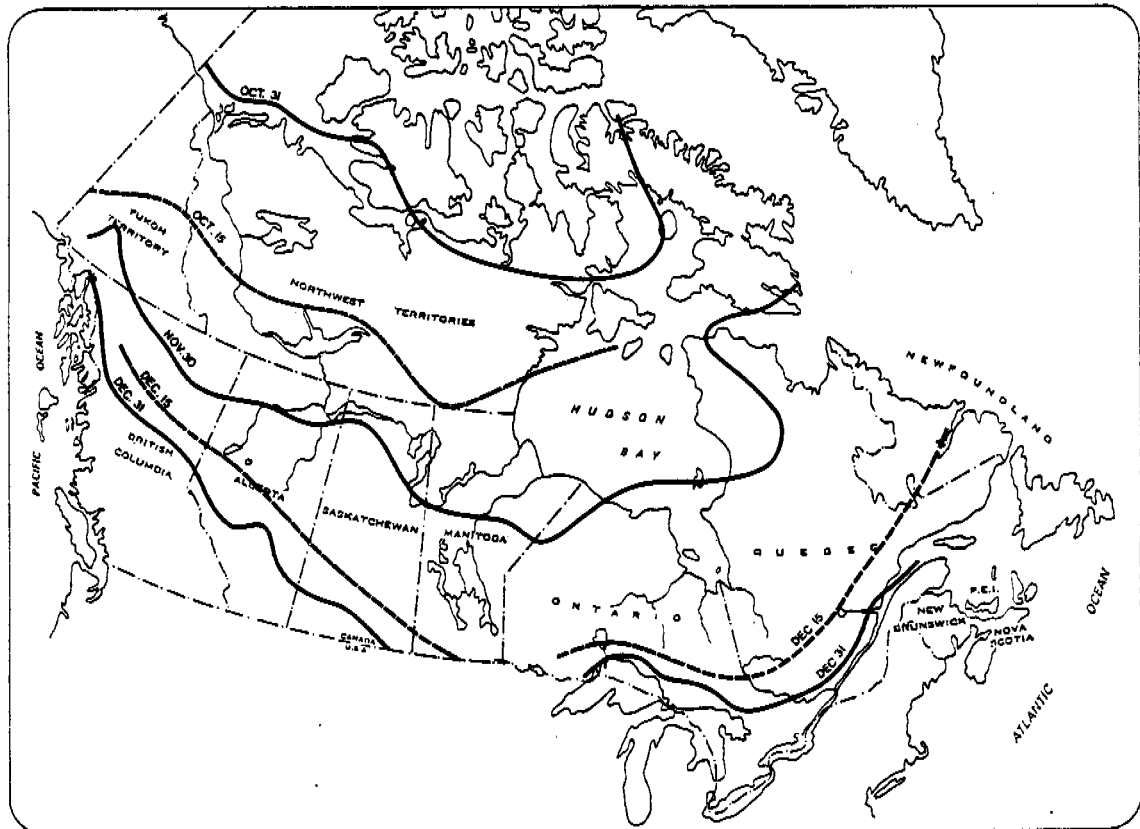 OCT. 31
OCT. 15
YUKON
TERRITORY
NORTHWEST
TERRITORIES
PACIFIC OCEAN
NOV. 30
DEC. 15
DEC. 31
BRITISH
COLUMBIA
ALBERTA
SASKATCHEWAN
MANITOBA
CANADA
U.S.A.
HUDSON
BAY
NEWFOUNDLAND
ONTARIO
QUEBEC
DEC 15
DEC 31
NEW
BRUNSWICK
P.E.I.
NOVA
SCOTIA
ATLANTIC
OCEAN